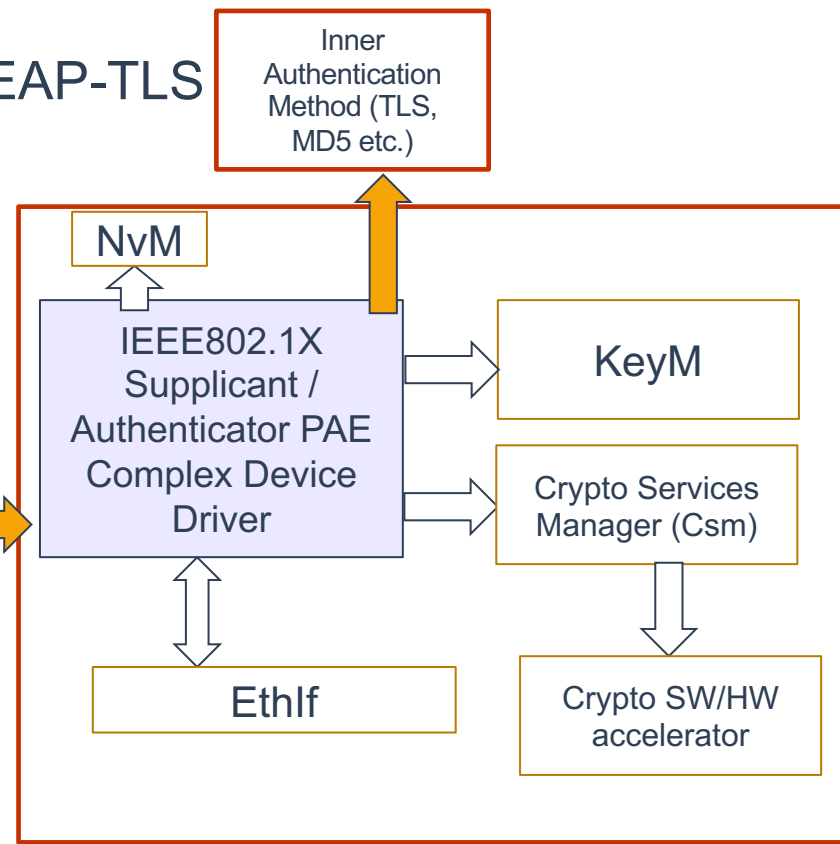 EAP-TLS
Inner
Authentication
Method (TLS,
MD5 etc.)
NvM
IEEE802.1X
Supplicant /
Authenticator PAE
Complex Device
Driver
KeyM
Crypto Services
Manager (Csm)
EthIf
Crypto SW/HW
accelerator